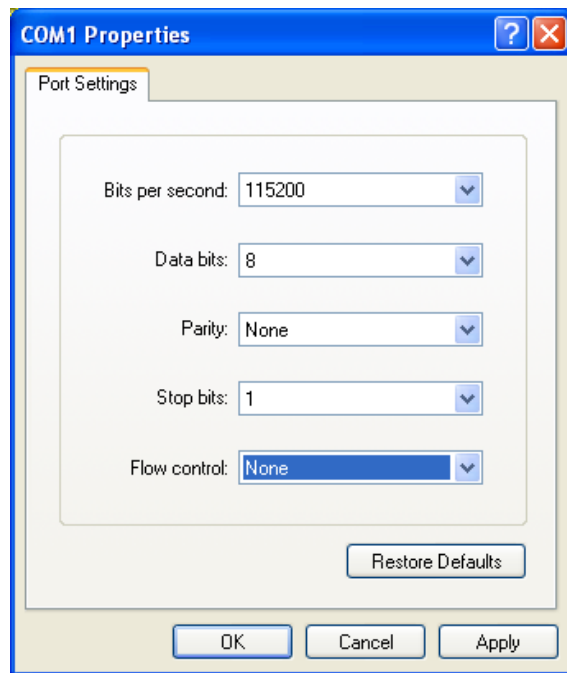 COM1 Properties
Port Settings
Bits per second: 115200
Data bits: 8
Parity: None
Stop bits: 1
Flow control: None
Restore Defaults
OK Cancel Apply